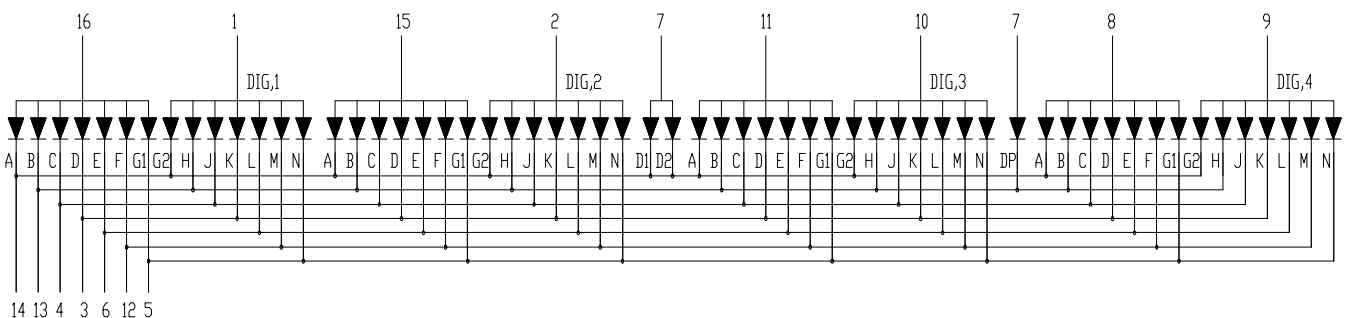 16 1 15 2 7 11 10 7 8 9
DIG,1 DIG,2 DIG,3 DIG,4
A B C D E F G1 G2 H J K L M N A B C D E F G1 G2 H J K L M N D1 D2 A B C D E F G1 G2 H J K L M N DP A B C D E F G1 G2 H J K L M N
14 13 4 3 6 12 5